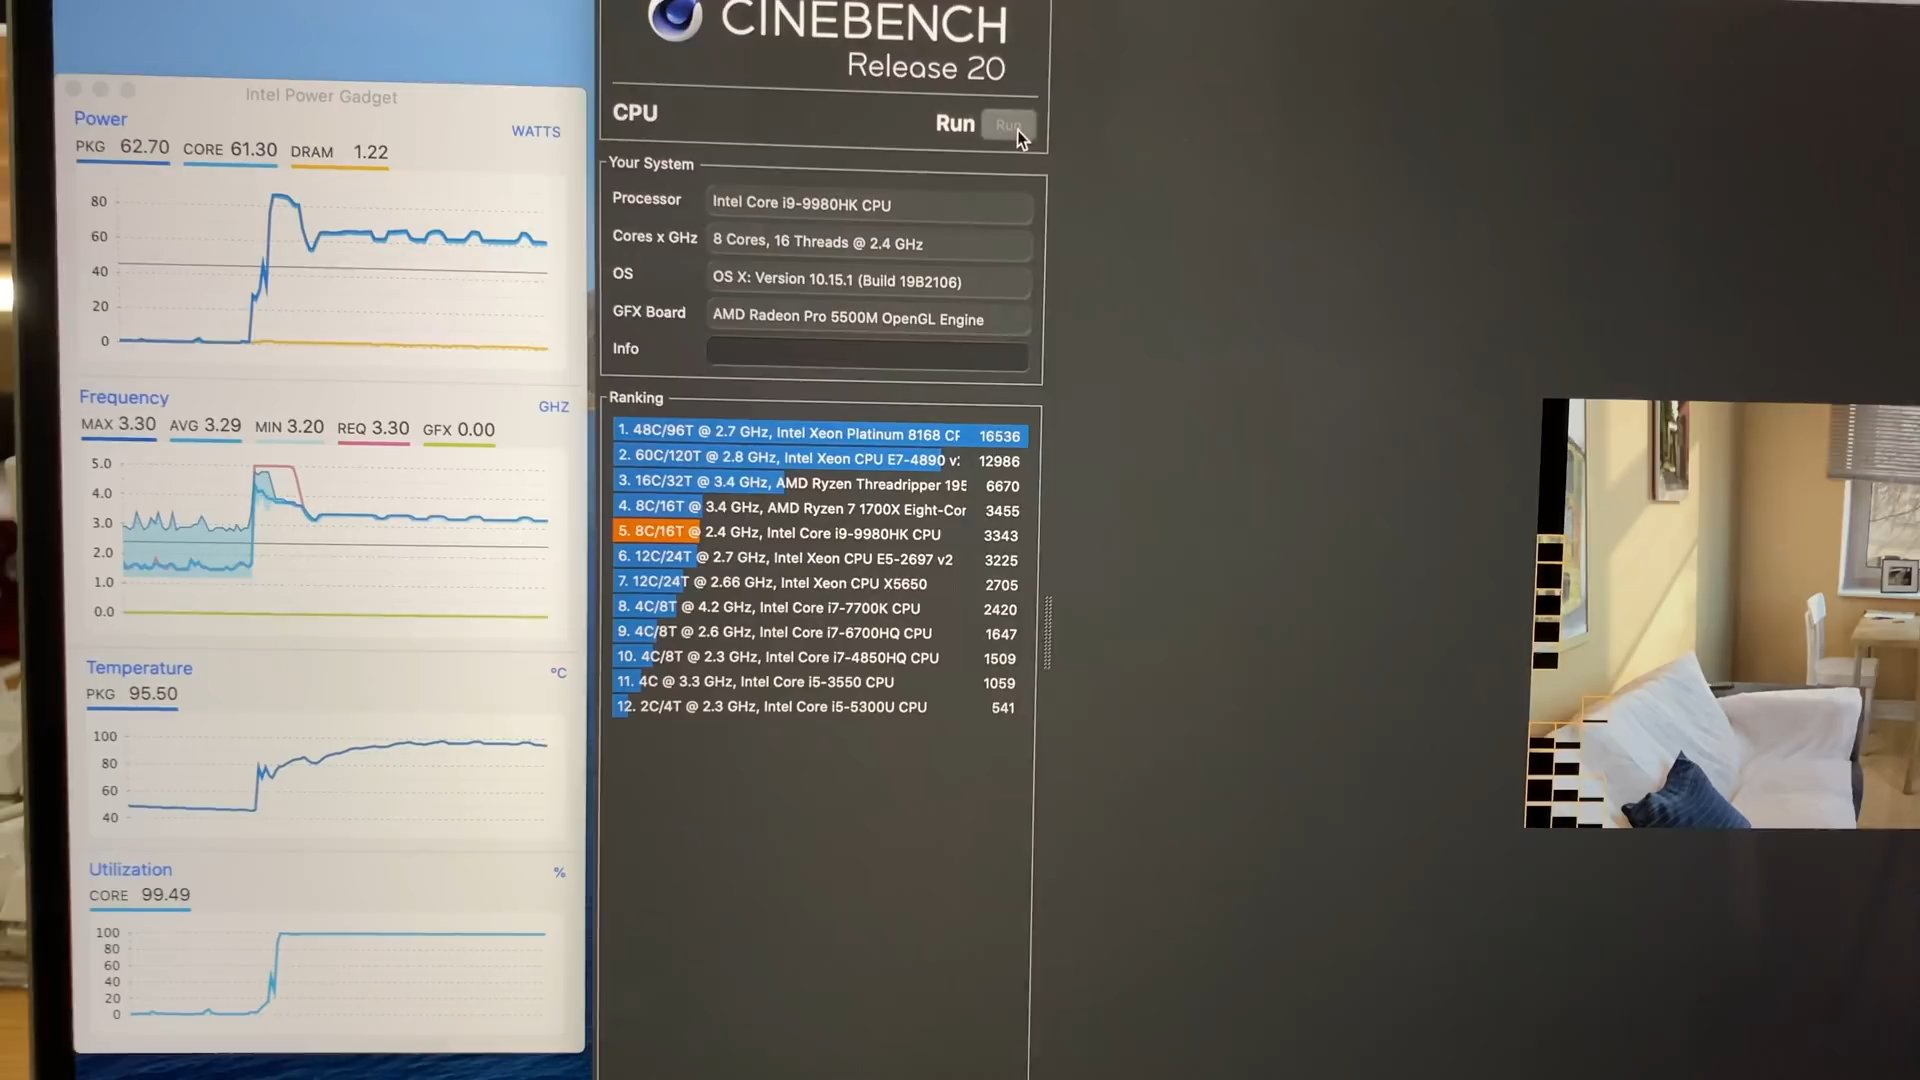 Intel Power Gadget
Power
WATTS
PKG 62.70 CORE 61.30 DRAM 1.22
80
60
40
20
0
Frequency
GHZ
MAX 3.30 AVG 3.29 MIN 3.20 REQ 3.30 GFX 0.00
5.0
4.0
3.0
2.0
1.0
0.0
Temperature
°C
PKG 95.50
100
80
60
40
Utilization
%
CORE 99.49
100
80
60
40
20
0
CINEBENCH
Release 20
CPU Run Run
Your System
Processor Intel Core i9-9980HK CPU
Cores x GHz 8 Cores, 16 Threads @ 2.4 GHz
OS OS X: Version 10.15.1 (Build 19B2106)
GFX Board AMD Radeon Pro 5500M OpenGL Engine
Info
Ranking
1. 48C/96T @ 2.7 GHz, Intel Xeon Platinum 8168 CF 16536
2. 60C/120T @ 2.8 GHz, Intel Xeon CPU E7-4890 v: 12986
3. 16C/32T @ 3.4 GHz, AMD Ryzen Threadripper 195 6670
4. 8C/16T @ 3.4 GHz, AMD Ryzen 7 1700X Eight-Cor 3455
5. 8C/16T @ 2.4 GHz, Intel Core i9-9980HK CPU 3343
6. 12C/24T @ 2.7 GHz, Intel Xeon CPU E5-2697 v2 3225
7. 12C/24T @ 2.66 GHz, Intel Xeon CPU X5650 2705
8. 4C/8T @ 4.2 GHz, Intel Core i7-7700K CPU 2420
9. 4C/8T @ 2.6 GHz, Intel Core i7-6700HQ CPU 1647
10. 4C/8T @ 2.3 GHz, Intel Core i7-4850HQ CPU 1509
11. 4C @ 3.3 GHz, Intel Core i5-3550 CPU 1059
12. 2C/4T @ 2.3 GHz, Intel Core i5-5300U CPU 541